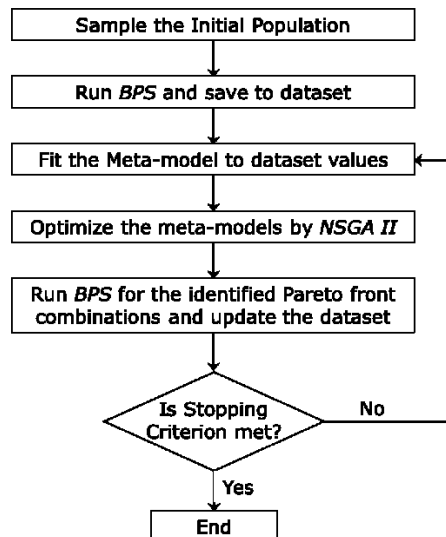 Sample the Initial Population
Run BPS and save to dataset
Fit the Meta-model to dataset values
Optimize the meta-models by NSGA II
Run BPS for the identified Pareto front
combinations and update the dataset
Is Stopping
Criterion met?
No
Yes
End